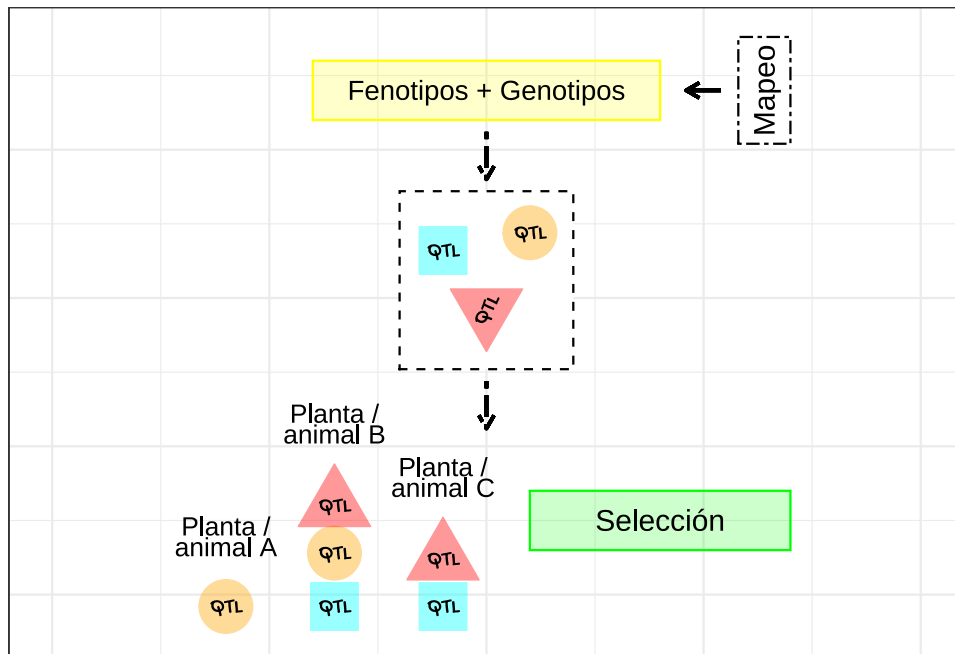 Fenotipos + Genotipos
Mapeo
QTL
QTL
QTL
Planta /
animal B
Planta /
animal C
QTL
Selección
Planta /
animal A
QTL
QTL
QTL
QTL
QTL